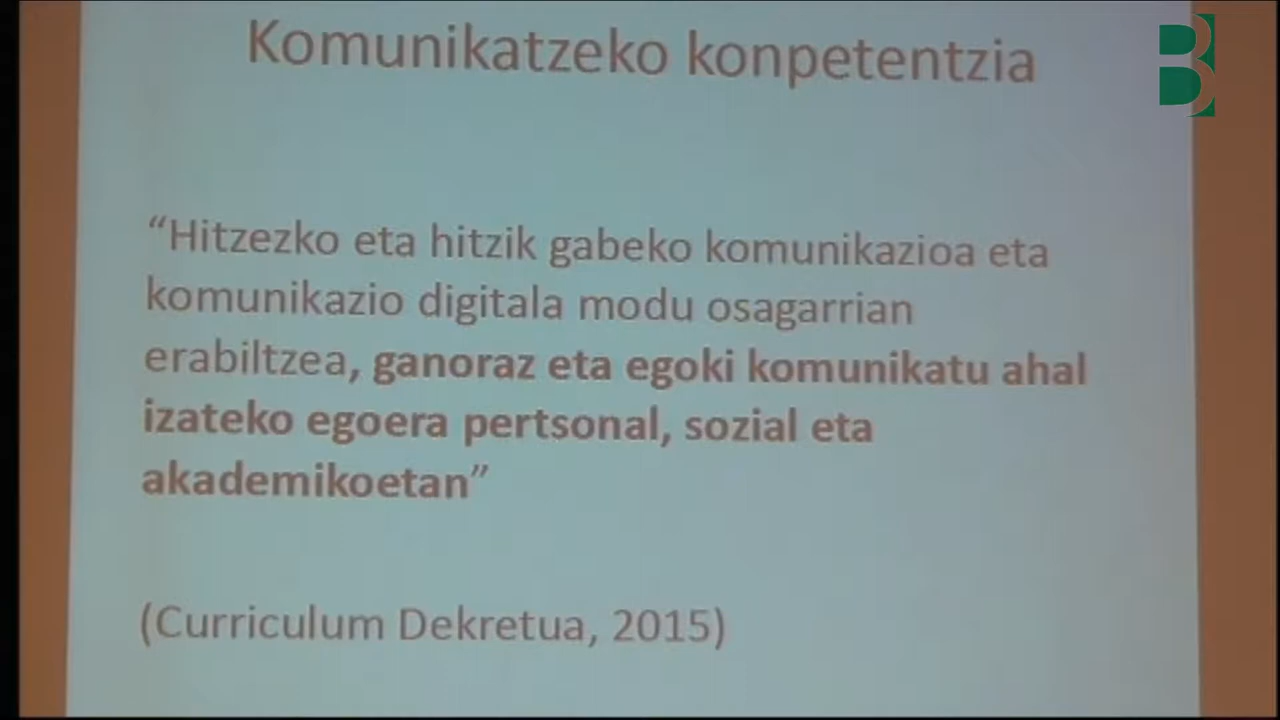 Komunikatzeko konpetentzia
“Hitzezko eta hitzik gabeko komunikazioa eta
komunikazio digitala modu osagarrian
erabiltzea, ganoraz eta egoki komunikatu ahal
izateko egoera pertsonal, sozial eta
akademikoetan”
(Curriculum Dekretua, 2015)
B